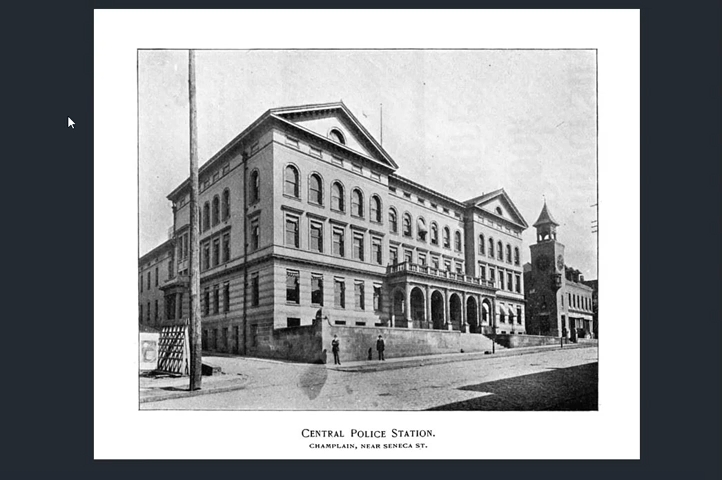 CENTRAL POLICE STATION.
CHAMPLAIN, NEAR SENECA ST.